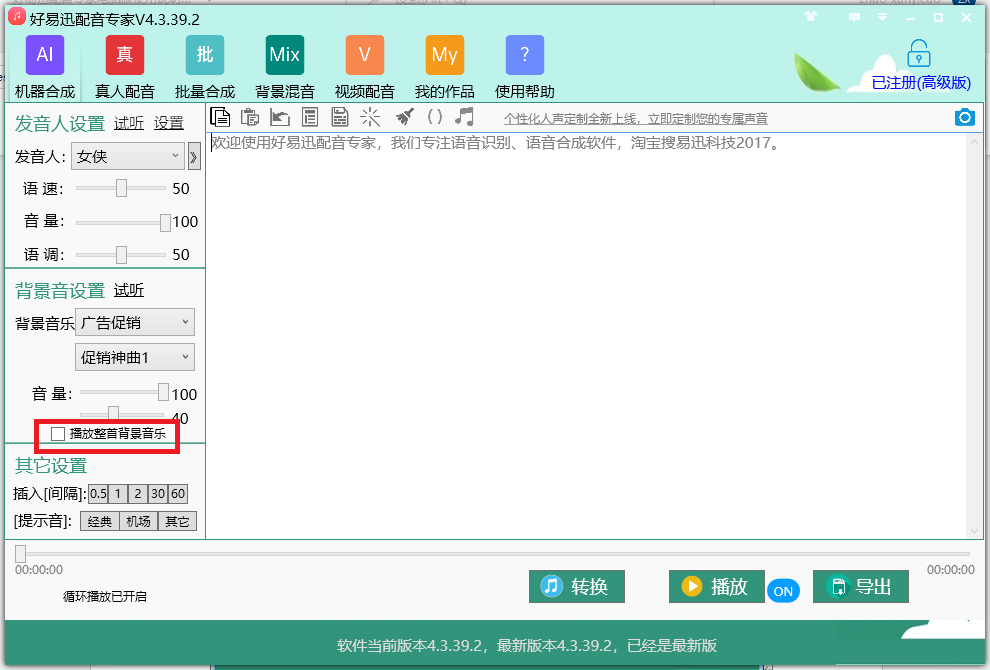 好易迅配音专家V4.3.39.2
AI 真 批 Mix V My ?
机器合成 真人配音 批量合成 背景混音 视频配音 我的作品 使用帮助
已注册(高级版)
发音人设置 试听 设置
个性化人声定制全新上线，立即定制您的专属声音
欢迎使用好易迅配音专家，我们专注语音识别、语音合成软件，淘宝搜易迅科技2017。
发音人: 女侠
语 速: 50
音 量: 100
语 调: 50
背景音设置 试听
背景音乐 广告促销
促销神曲1
音 量: 100
40
播放整首背景音乐
其它设置
插入[间隔]: 0.5 1 2 30 60
[提示音]: 经典 机场 其它
00:00:00 00:00:00
循环播放已开启
转换 播放 ON 导出
软件当前版本4.3.39.2，最新版本4.3.39.2，已经是最新版